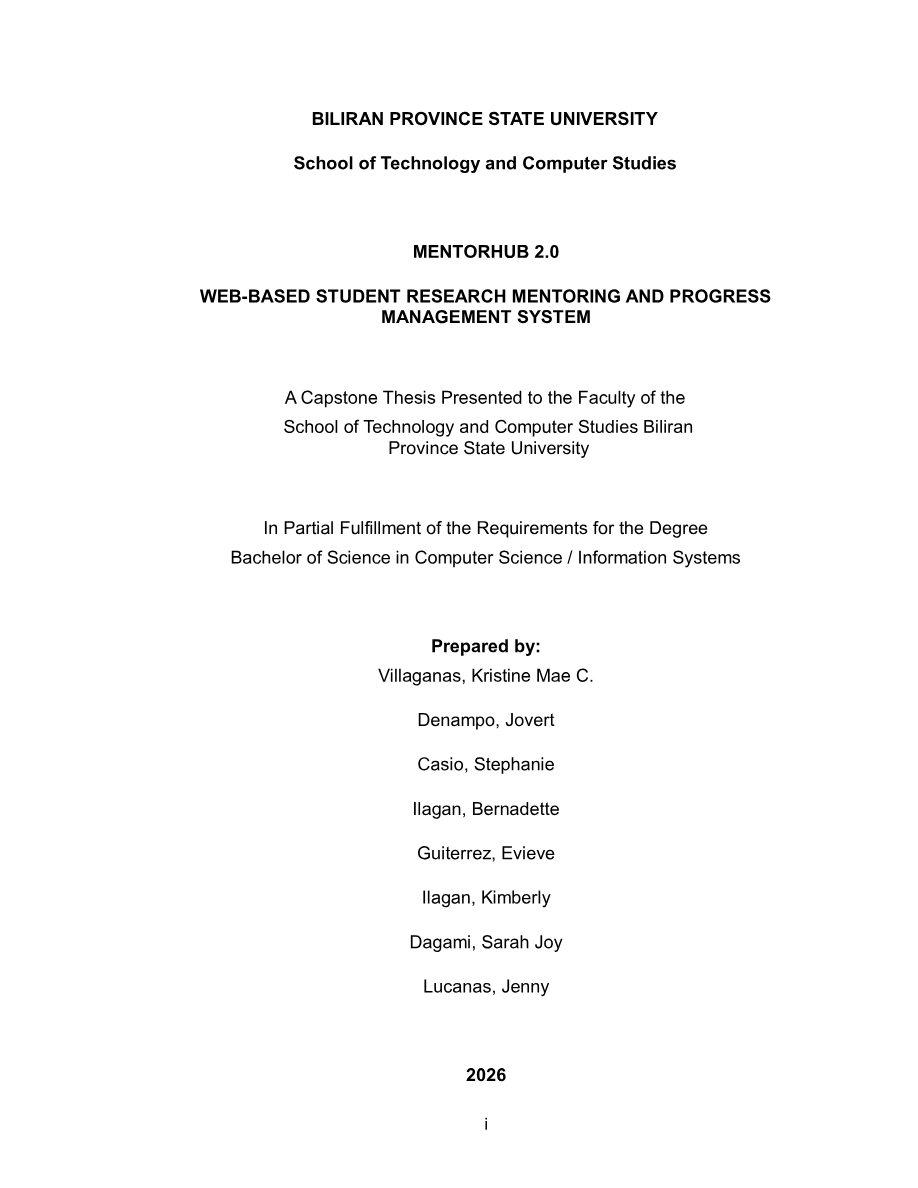 BILIRAN PROVINCE STATE UNIVERSITY
School of Technology and Computer Studies
MENTORHUB 2.0
WEB-BASED STUDENT RESEARCH MENTORING AND PROGRESS
MANAGEMENT SYSTEM
A Capstone Thesis Presented to the Faculty of the
School of Technology and Computer Studies Biliran
Province State University
In Partial Fulfillment of the Requirements for the Degree
Bachelor of Science in Computer Science / Information Systems
Prepared by:
Villaganas, Kristine Mae C.
Denampo, Jovert
Casio, Stephanie
Ilagan, Bernadette
Guiterrez, Evieve
Ilagan, Kimberly
Dagami, Sarah Joy
Lucanas, Jenny
2026
i